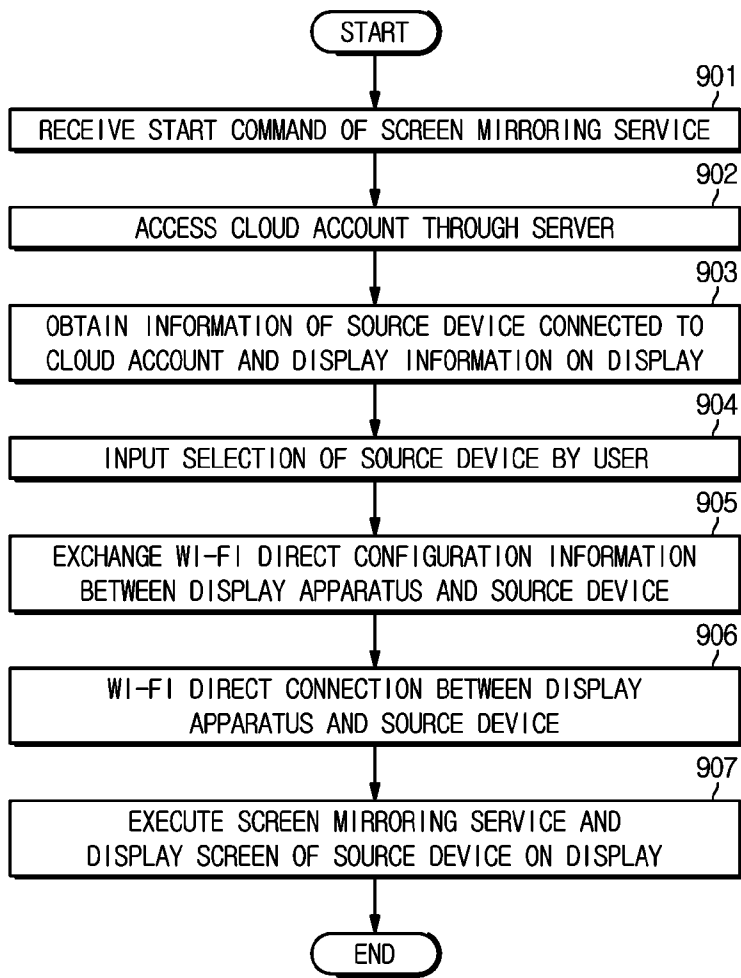 START
901
RECEIVE START COMMAND OF SCREEN MIRRORING SERVICE
902
ACCESS CLOUD ACCOUNT THROUGH SERVER
903
OBTAIN INFORMATION OF SOURCE DEVICE CONNECTED TO
CLOUD ACCOUNT AND DISPLAY INFORMATION ON DISPLAY
904
INPUT SELECTION OF SOURCE DEVICE BY USER
905
EXCHANGE WI-FI DIRECT CONFIGURATION INFORMATION
BETWEEN DISPLAY APPARATUS AND SOURCE DEVICE
906
WI-FI DIRECT CONNECTION BETWEEN DISPLAY
APPARATUS AND SOURCE DEVICE
907
EXECUTE SCREEN MIRRORING SERVICE AND
DISPLAY SCREEN OF SOURCE DEVICE ON DISPLAY
END